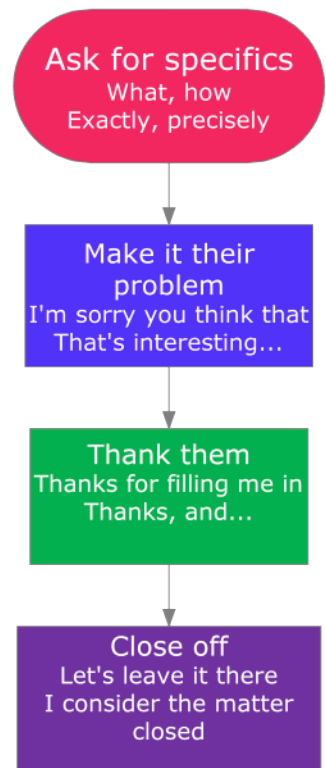 Ask for specifics
What, how
Exactly, precisely
Make it their
problem
I'm sorry you think that
That's interesting...
Thank them
Thanks for filling me in
Thanks, and...
Close off
Let's leave it there
I consider the matter
closed